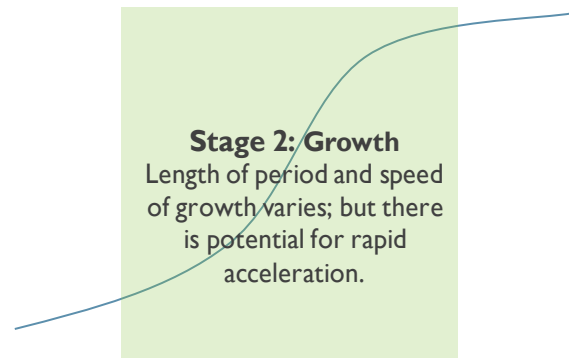 Stage 2: Growth
Length of period and speed
of growth varies; but there
is potential for rapid
acceleration.